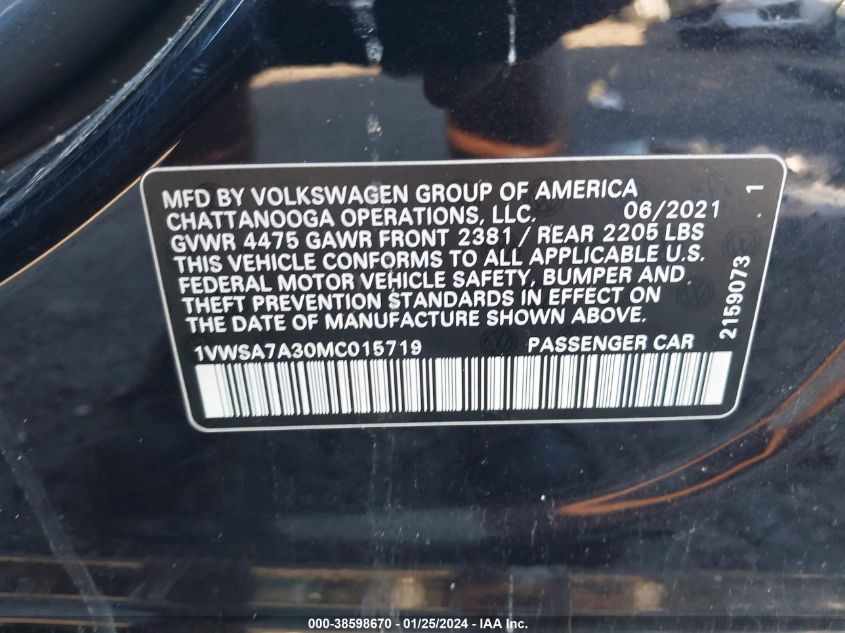 MFD BY VOLKSWAGEN GROUP OF AMERICA
CHATTANOOGA OPERATIONS, LLC. 06/2021
GVWR 4475 GAWR FRONT 2381 / REAR 2205 LBS
THIS VEHICLE CONFORMS TO ALL APPLICABLE U.S.
FEDERAL MOTOR VEHICLE SAFETY, BUMPER AND
THEFT PREVENTION STANDARDS IN EFFECT ON
THE DATE OF MANUFACTURE SHOWN ABOVE.
1VWSA7A30MC015719 PASSENGER CAR
2159073 . 1
000-38598670 - 01/25/2024 - IAA Inc.